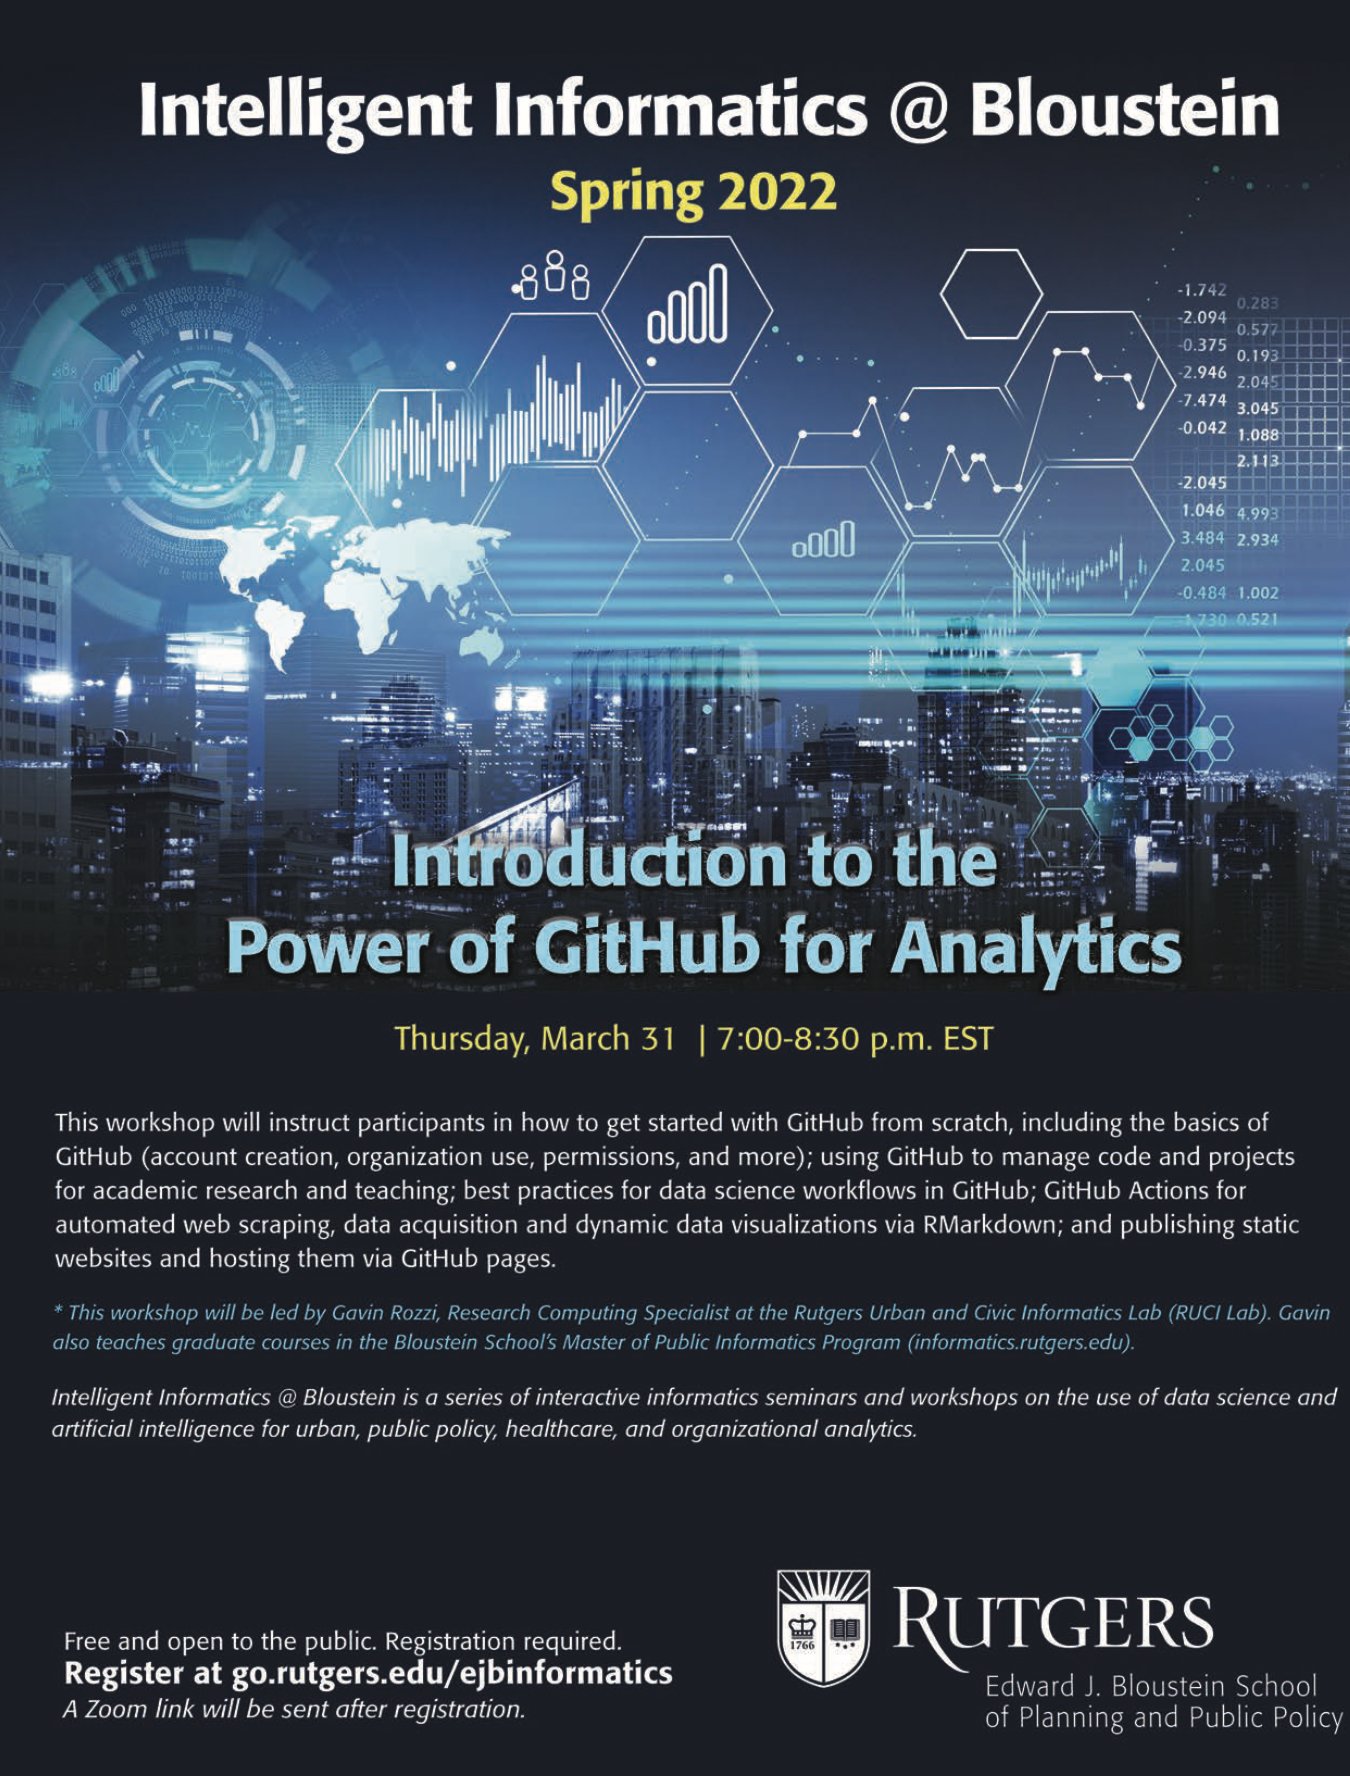 Intelligent Informatics @ Bloustein
Spring 2022
-1.742
0.283
-2.094
0.577
-0.375
0.193
-2.946
2.045
-7.474
3.045
-0.042
1.088
2.113
-2.045
1.046 4.993
3.484 2.934
2.045
-0.484 1.002
-1.730 0.521
Introduction to the
Power of GitHub for Analytics
Thursday, March 31 | 7:00-8:30 p.m. EST
This workshop will instruct participants in how to get started with GitHub from scratch, including the basics of
GitHub (account creation, organization use, permissions, and more); using GitHub to manage code and projects
for academic research and teaching; best practices for data science workflows in GitHub; GitHub Actions for
automated web scraping, data acquisition and dynamic data visualizations via RMarkdown; and publishing static
websites and hosting them via GitHub pages.
* This workshop will be led by Gavin Rozzi, Research Computing Specialist at the Rutgers Urban and Civic Informatics Lab (RUCI Lab). Gavin
also teaches graduate courses in the Bloustein School's Master of Public Informatics Program (informatics.rutgers.edu).
Intelligent Informatics @ Bloustein is a series of interactive informatics seminars and workshops on the use of data science and
artificial intelligence for urban, public policy, healthcare, and organizational analytics.
Free and open to the public. Registration required.
Register at go.rutgers.edu/ejbinformatics
A Zoom link will be sent after registration.
1766
RUTGERS
Edward J. Bloustein School
of Planning and Public Policy